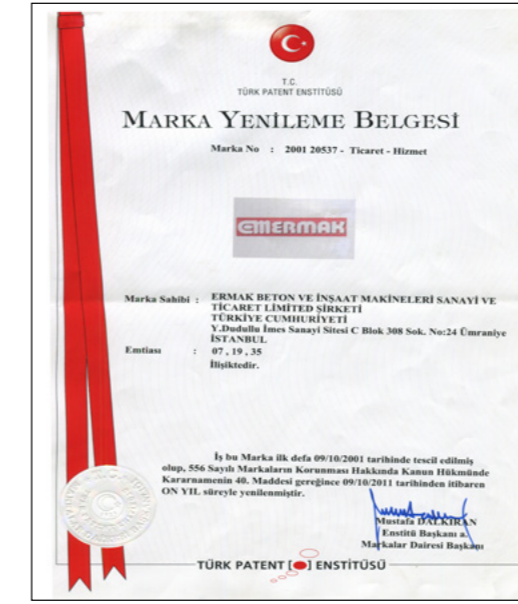 T.C.
TÜRK PATENT ENSTİTÜSÜ
MARKA YENİLEME BELGESİ
Marka No : 2001 20537 - Ticaret - Hizmet
ERMAK
Marka Sahibi : ERMAK BETON VE İNŞAAT MAKİNELERİ SANAYİ VE
TİCARET LİMİTED ŞİRKETİ
TÜRKİYE CUMHURİYETİ
Y.Dudullu İmes Sanayi Sitesi C Blok 308 Sok. No:24 Ümraniye
İSTANBUL
Emtiası : 07 , 19 , 35
İlişiktedir.
İş bu Marka ilk defa 09/10/2001 tarihinde tescil edilmiş
olup, 556 Sayılı Markaların Korunması Hakkında Kanun Hükmünde
Kararnamenin 40. Maddesi gereğince 09/10/2011 tarihinden itibaren
ON YIL süreyle yenilenmiştir.
Mustafa DALKIRAN
Enstitü Başkanı a.
Markalar Dairesi Başkanı
TÜRK PATENT [●] ENSTİTÜSÜ